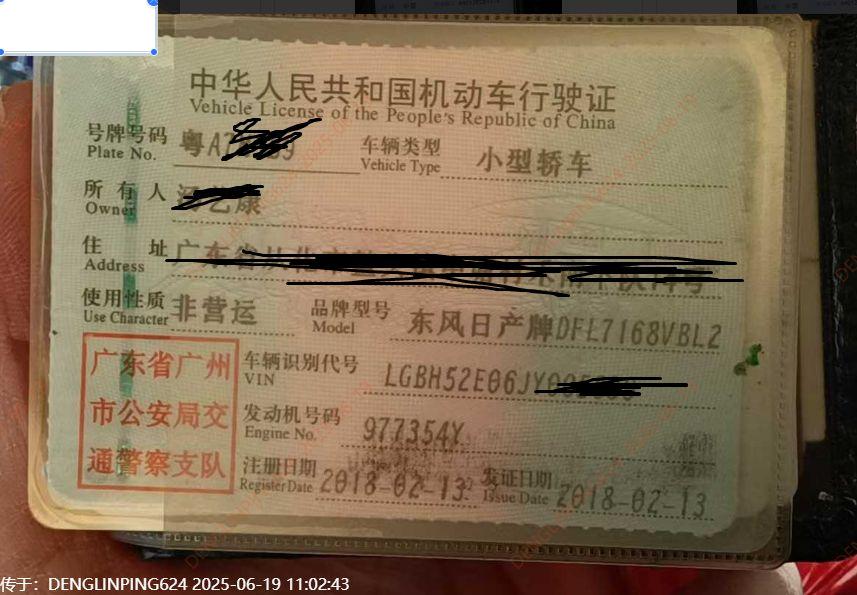 中华人民共和国机动车行驶证
Vehicle License of the People's Republic of China
号牌号码 粤A 车辆类型 小型轿车
Plate No. Vehicle Type
所有人 康
Owner
住址 广东省
Address
使用性质 非营运 品牌型号 东风日产牌DFL7168VBL2
Use Character Model
广东省广州
市公安局交
通警察支队
车辆识别代号 LGBH52E06JY
VIN
发动机号码 977354Y
Engine No.
注册日期 2018-02-13 发证日期 2018-02-13
Register Date Issue Date
传于：DENGLINPING624 2025-06-19 11:02:43